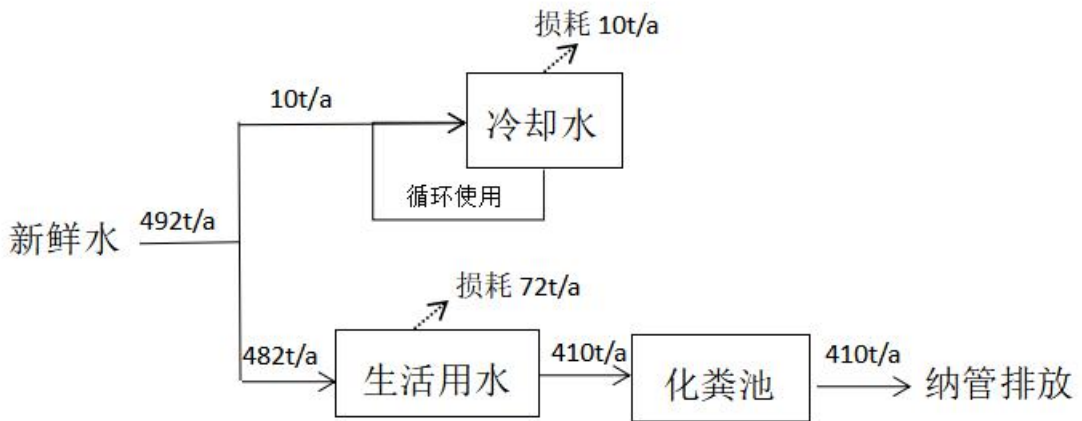 损耗 10t/a
10t/a
冷却水
循环使用
492t/a
新鲜水
损耗 72t/a
482t/a
生活用水
410t/a
化粪池
410t/a
纳管排放